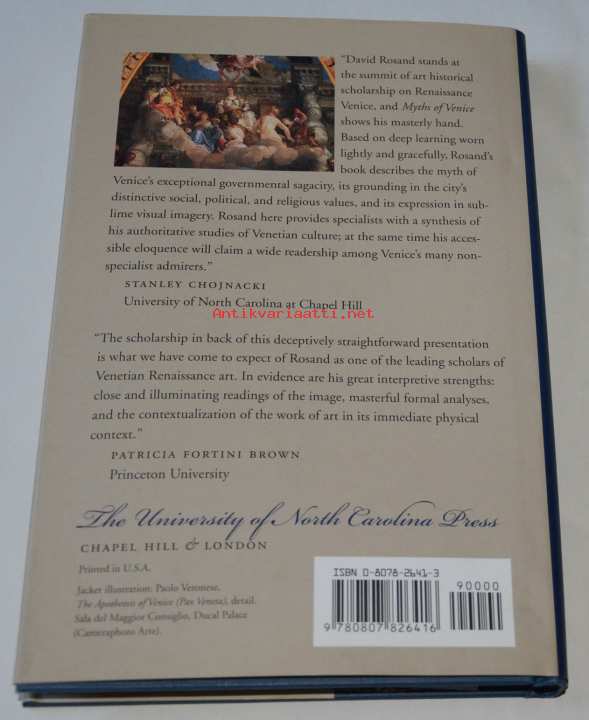 “David Rosand stands at
the summit of art historical
scholarship on Renaissance
Venice, and Myths of Venice
shows his masterly hand.
Based on deep learning worn
lightly and gracefully, Rosand’s
book describes the myth of
Venice’s exceptional governmental sagacity, its grounding in the city’s
distinctive social, political, and religious values, and its expression in sub-
lime visual imagery. Rosand here provides specialists with a synthesis of
his authoritative studies of Venetian culture; at the same time his acces-
sible eloquence will claim a wide readership among Venice’s many non-
specialist admirers.”
STANLEY CHOJNACKI
University of North Carolina at Chapel Hill
Antikvariaatti.net
“The scholarship in back of this deceptively straightforward presentation
is what we have come to expect of Rosand as one of the leading scholars of
Venetian Renaissance art. In evidence are his great interpretive strengths:
close and illuminating readings of the image, masterful formal analyses,
and the contextualization of the work of art in its immediate physical
context.”
PATRICIA FORTINI BROWN
Princeton University
The University of North Carolina Press
CHAPEL HILL & LONDON
Printed in U.S.A.
Jacket illustration: Paolo Veronese,
The Apotheosis of Venice (Pax Veneta), detail.
Sala del Maggior Consiglio, Ducal Palace
(Cameraphoto Arte).
ISBN 0-8078-2641-3
90000
9 780807 826416